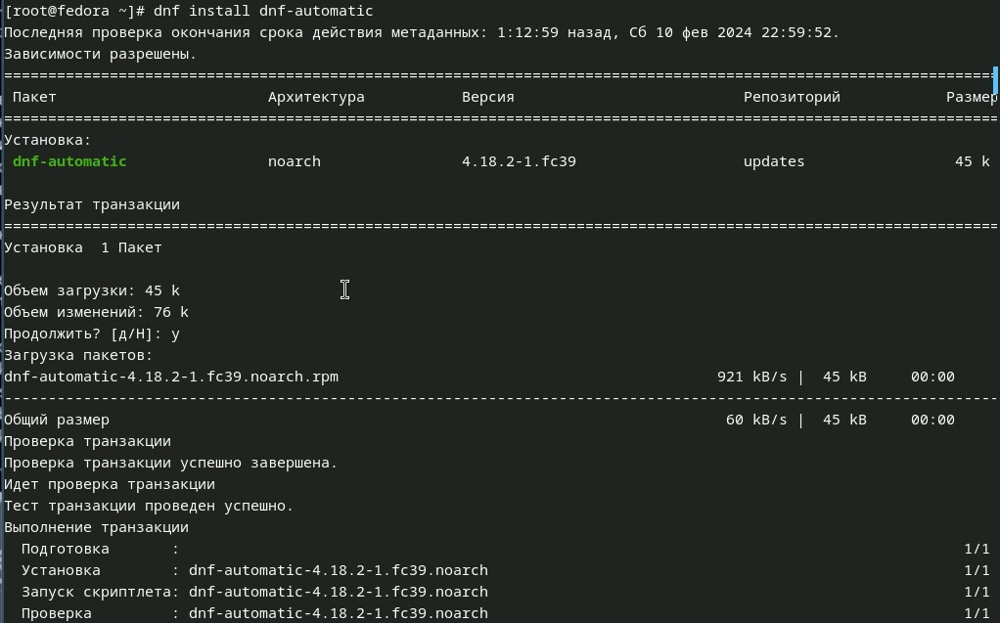 [root@fedora ~]# dnf install dnf-automatic
Последняя проверка окончания срока действия метаданных: 1:12:59 назад, Сб 10 фев 2024 22:59:52.
Зависимости разрешены.
================================================================================
Пакет Архитектура Версия Репозиторий Размер
================================================================================
Установка:
dnf-automatic noarch 4.18.2-1.fc39 updates 45 k
Результат транзакции
================================================================================
Установка  1 Пакет
Объем загрузки: 45 k
Объем изменений: 76 k
Продолжить? [д/Н]: y
Загрузка пакетов:
dnf-automatic-4.18.2-1.fc39.noarch.rpm 921 kB/s |  45 kB 00:00
--------------------------------------------------------------------------------
Общий размер 60 kB/s |  45 kB 00:00
Проверка транзакции
Проверка транзакции успешно завершена.
Идет проверка транзакции
Тест транзакции проведен успешно.
Выполнение транзакции
Подготовка : 1/1
Установка : dnf-automatic-4.18.2-1.fc39.noarch 1/1
Запуск скриптлета: dnf-automatic-4.18.2-1.fc39.noarch 1/1
Проверка : dnf-automatic-4.18.2-1.fc39.noarch 1/1